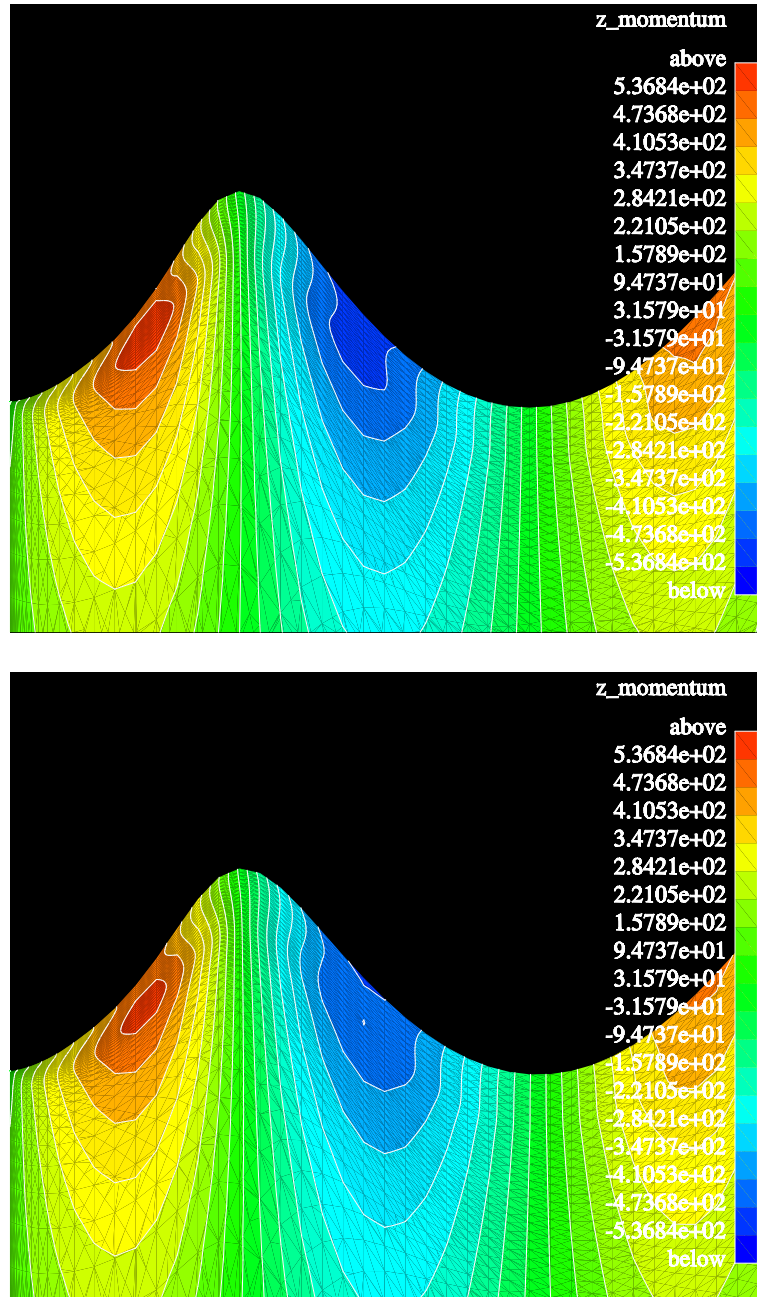 z_momentum
above
5.3684e+02
4.7368e+02
4.1053e+02
3.4737e+02
2.8421e+02
2.2105e+02
1.5789e+02
9.4737e+01
3.1579e+01
-3.1579e+01
-9.4737e+01
-1.5789e+02
-2.2105e+02
-2.8421e+02
-3.4737e+02
-4.1053e+02
-4.7368e+02
-5.3684e+02
below
z_momentum
above
5.3684e+02
4.7368e+02
4.1053e+02
3.4737e+02
2.8421e+02
2.2105e+02
1.5789e+02
9.4737e+01
3.1579e+01
-3.1579e+01
-9.4737e+01
-1.5789e+02
-2.2105e+02
-2.8421e+02
-3.4737e+02
-4.1053e+02
-4.7368e+02
-5.3684e+02
below